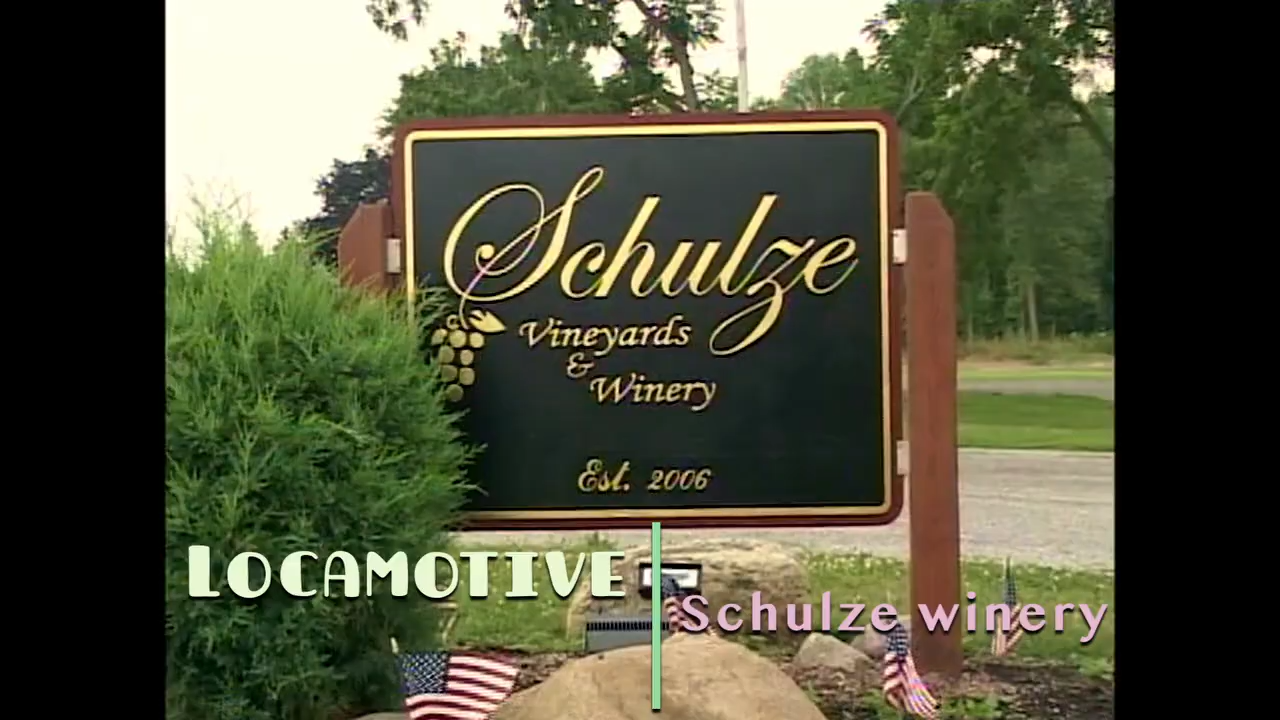 Schulze
Vineyards
&
Winery
Est. 2006
LOCAMOTIVE
Schulze winery